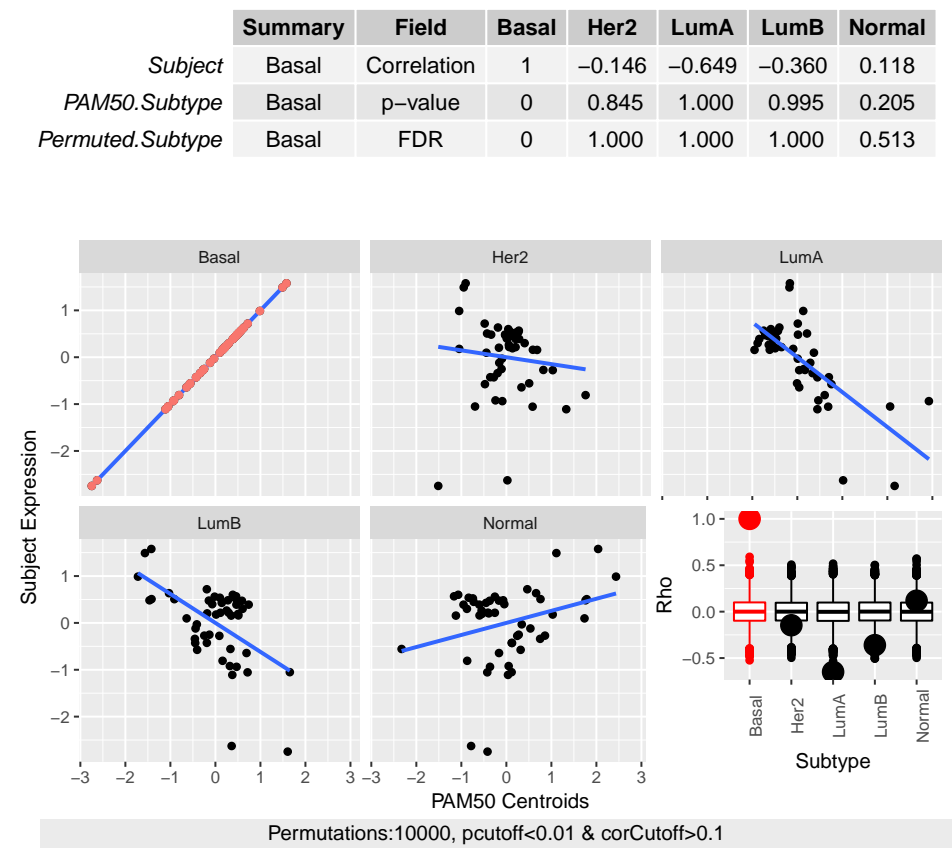 Summary Field Basal Her2 LumA LumB Normal
Subject Basal Correlation 1 −0.146 −0.649 −0.360 0.118
PAM50.Subtype Basal p−value 0 0.845 1.000 0.995 0.205
Permuted.Subtype Basal FDR 0 1.000 1.000 1.000 0.513
Basal Her2 LumA
1
0
−1
−2
Subject Expression
LumB Normal
1
0
−1
−2
−3 −2 −1 0 1 2 3 −3 −2 −1 0 1 2 3
PAM50 Centroids
1.0
0.5
0.0
−0.5
Rho
Basal Her2 LumA LumB Normal
Subtype
Permutations:10000, pcutoff<0.01 & corCutoff>0.1